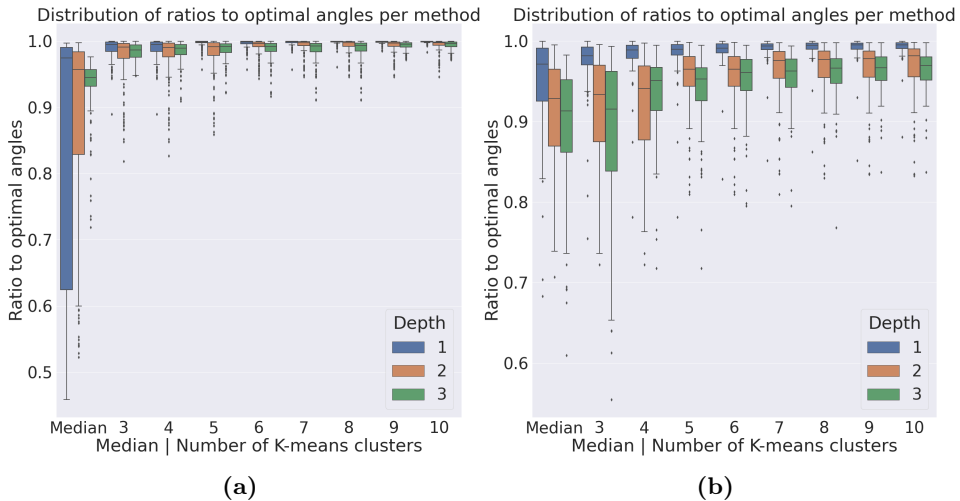 Distribution of ratios to optimal angles per method
Ratio to optimal angles
1.0
0.9
0.8
0.7
0.6
0.5
Depth
1
2
3
Median 3 4 5 6 7 8 9 10
Median | Number of K-means clusters
(a)
Distribution of ratios to optimal angles per method
Ratio to optimal angles
1.0
0.9
0.8
0.7
0.6
Depth
1
2
3
Median 3 4 5 6 7 8 9 10
Median | Number of K-means clusters
(b)